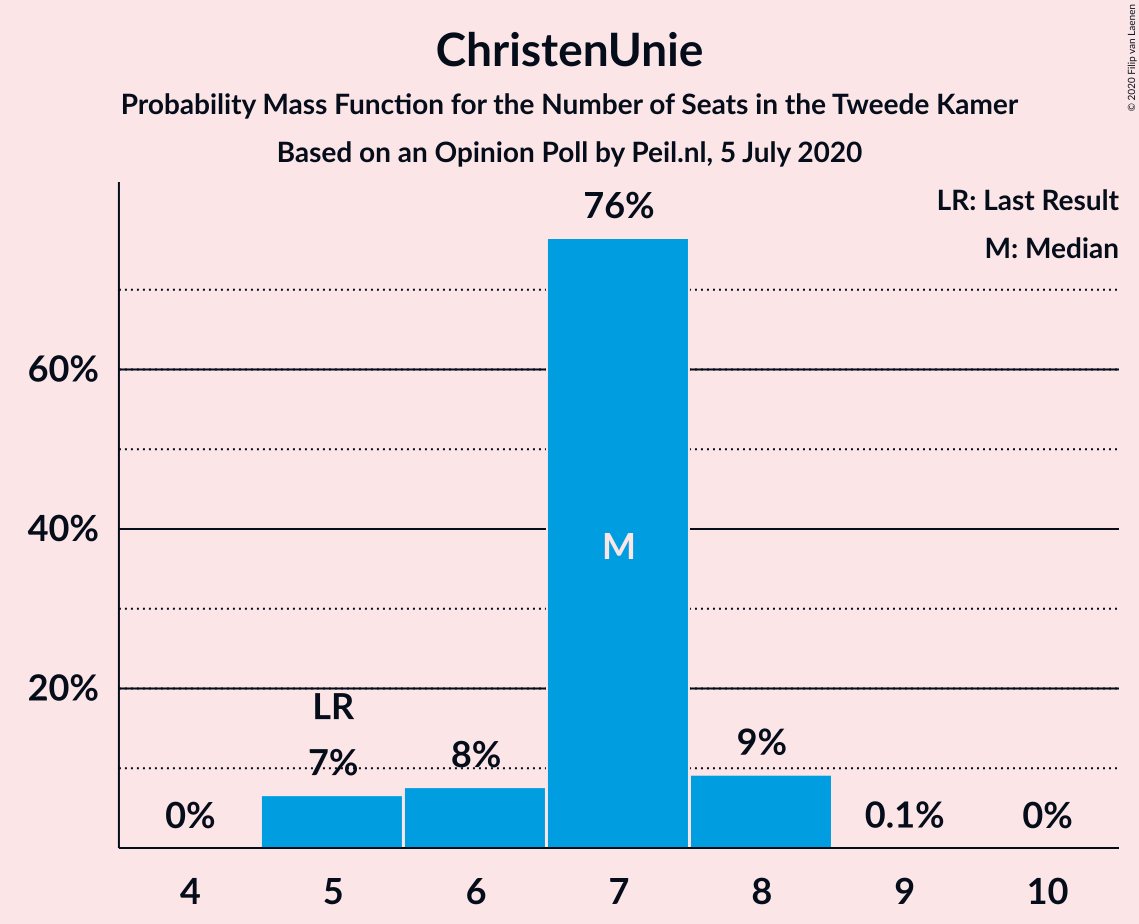 ChristenUnie
Probability Mass Function for the Number of Seats in the Tweede Kamer
Based on an Opinion Poll by Peil.nl, 5 July 2020
© 2020 Filip van Laenen
LR: Last Result
M: Median
60%
40%
20%
0%
LR
7%
8%
76%
M
9%
0.1%
0%
4 5 6 7 8 9 10